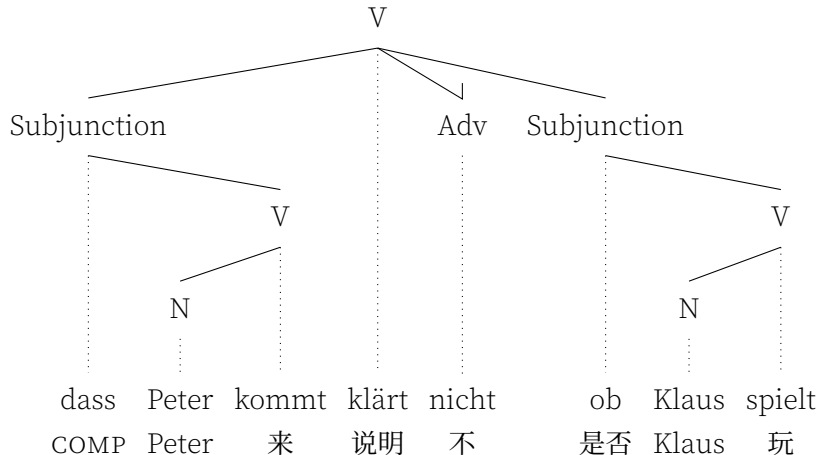 V
Subjunction Adv Subjunction
V V
N N
dass Peter kommt klärt nicht ob Klaus spielt
COMP Peter 来 说明 不 是否 Klaus 玩